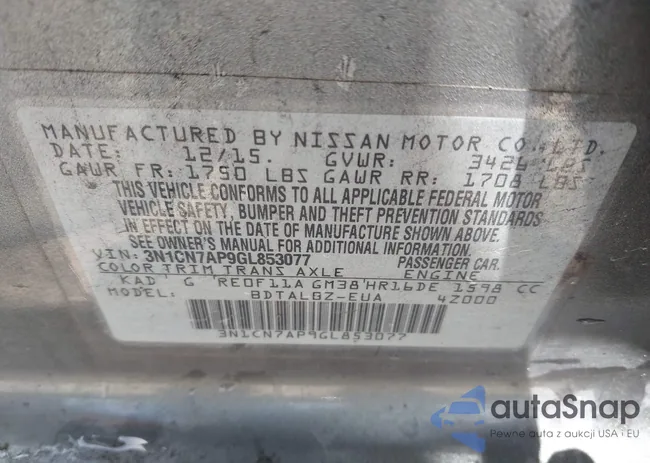 MANUFACTURED BY NISSAN MOTOR CO., LTD.
DATE: 12/15. GVWR: 3426 LBS
GAWR FR: 1750 LBS GAWR RR: 1708 LBS
THIS VEHICLE CONFORMS TO ALL APPLICABLE FEDERAL MOTOR
VEHICLE SAFETY, BUMPER AND THEFT PREVENTION STANDARDS
IN EFFECT ON THE DATE OF MANUFACTURE SHOWN ABOVE.
SEE OWNER'S MANUAL FOR ADDITIONAL INFORMATION.
VIN: 3N1CN7AP9GL853077 PASSENGER CAR.
COLOR TRIM TRANS AXLE ENGINE
KAD G RE0F11A GM38 HR16DE 1598 CC
BDTALBZ-EUA 4Z000
3N1CN7AP9GL853077
autaSnap
Pewne auta z aukcji USA i EU